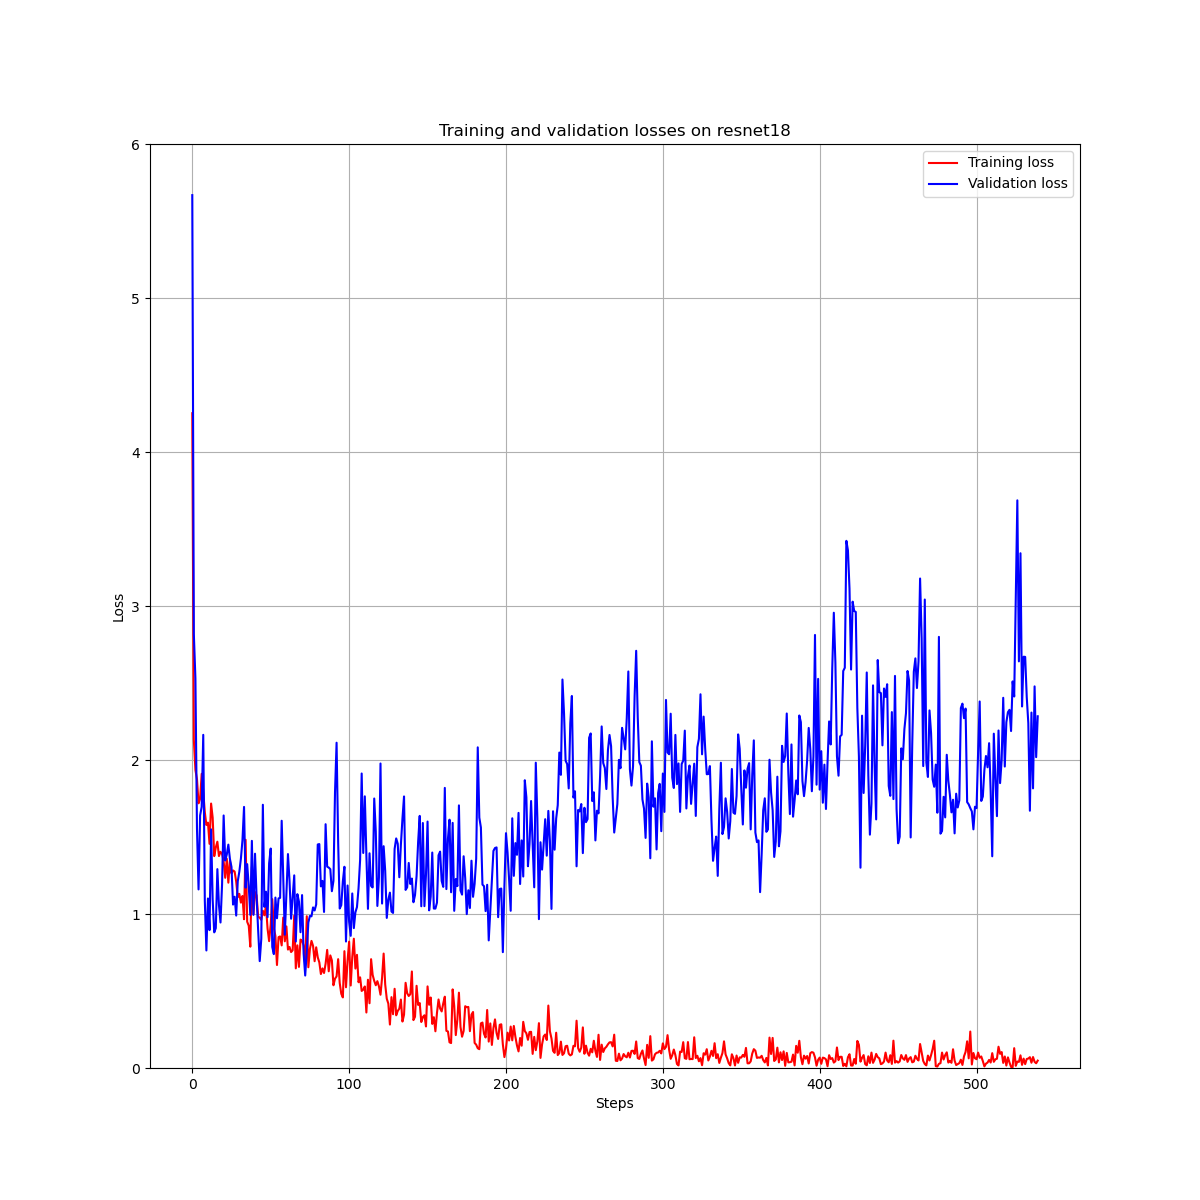 Training and validation losses on resnet18
Training loss
Validation loss
6
5
4
3
2
1
0
Loss
0 100 200 300 400 500
Steps